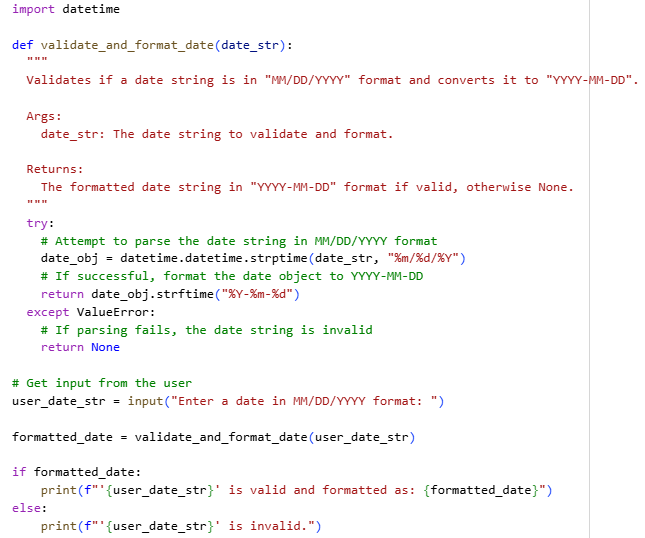 import datetime

def validate_and_format_date(date_str):
  """
  Validates if a date string is in "MM/DD/YYYY" format and converts it to "YYYY-MM-DD".

  Args:
    date_str: The date string to validate and format.

  Returns:
    The formatted date string in "YYYY-MM-DD" format if valid, otherwise None.
  """
  try:
    # Attempt to parse the date string in MM/DD/YYYY format
    date_obj = datetime.datetime.strptime(date_str, "%m/%d/%Y")
    # If successful, format the date object to YYYY-MM-DD
    return date_obj.strftime("%Y-%m-%d")
  except ValueError:
    # If parsing fails, the date string is invalid
    return None

# Get input from the user
user_date_str = input("Enter a date in MM/DD/YYYY format: ")

formatted_date = validate_and_format_date(user_date_str)

if formatted_date:
    print(f"'{user_date_str}' is valid and formatted as: {formatted_date}")
else:
    print(f"'{user_date_str}' is invalid.")